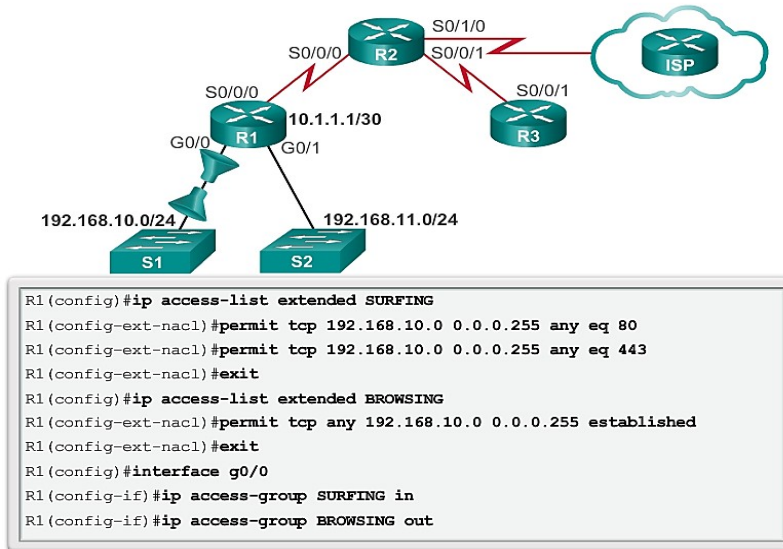 S0/1/0
S0/0/0
R2
S0/0/1
ISP
S0/0/0
S0/0/1
10.1.1.1/30
R1
R3
G0/0
G0/1
192.168.10.0/24
192.168.11.0/24
S1
S2
R1(config)#ip access-list extended SURFING
R1(config-ext-nacl)#permit tcp 192.168.10.0 0.0.0.255 any eq 80
R1(config-ext-nacl)#permit tcp 192.168.10.0 0.0.0.255 any eq 443
R1(config-ext-nacl)#exit
R1(config)#ip access-list extended BROWSING
R1(config-ext-nacl)#permit tcp any 192.168.10.0 0.0.0.255 established
R1(config-ext-nacl)#exit
R1(config)#interface g0/0
R1(config-if)#ip access-group SURFING in
R1(config-if)#ip access-group BROWSING out